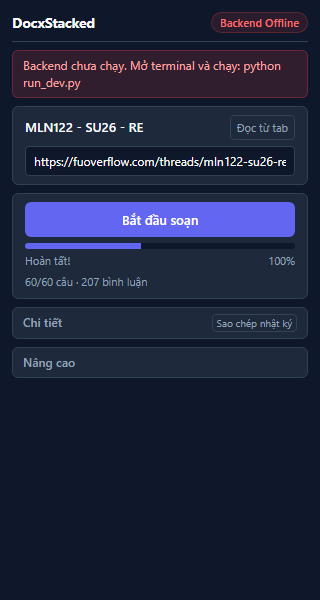 DocxStacked
Backend Offline
Backend chưa chạy. Mở terminal và chạy: python
run_dev.py
MLN122 - SU26 - RE
Đọc từ tab
https://fuoverflow.com/threads/mln122-su26-re
Bắt đầu soạn
Hoàn tất!
100%
60/60 câu · 207 bình luận
Chi tiết
Sao chép nhật ký
Nâng cao